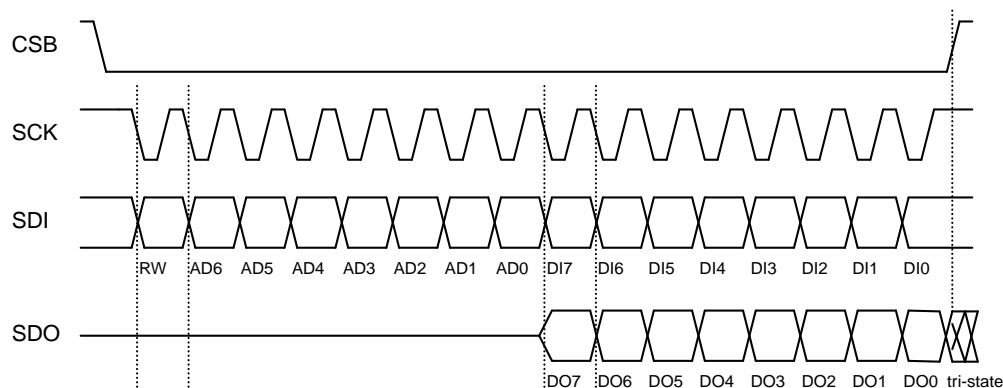 CSB
SCK
SDI
RW AD6 AD5 AD4 AD3 AD2 AD1 AD0 DI7 DI6 DI5 DI4 DI3 DI2 DI1 DI0
SDO
DO7 DO6 DO5 DO4 DO3 DO2 DO1 DO0 tri-state